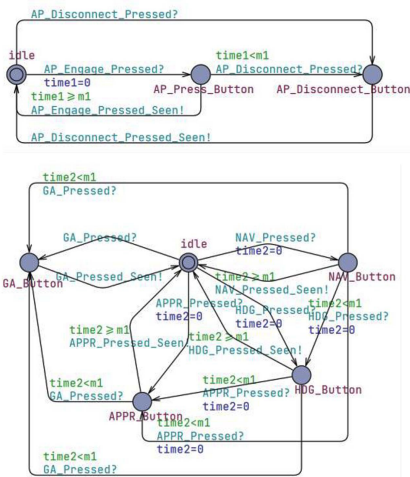 AP_Disconnect_Pressed?
idle
time1<m1
AP_Engage_Pressed?
AP_Disconnect_Pressed?
time1=0
AP_Press_Button
AP_Disconnect_Button
time1≥m1
AP_Engage_Pressed_Seen!
AP_Disconnect_Pressed_Seen!
time2<m1
GA_Pressed?
GA_Pressed?
idle
NAV_Pressed?
time2=0
GA_Pressed_Seen!
GA_Button
time2≥m1
NAV_Pressed_Seen!
NAV_Button
APPR_Pressed?
time2=0
HDG_Pressed?
time2=0
time2<m1
HDG_Pressed?
time2=0
time2≥m1
APPR_Pressed_Seen!
time2≥m1
HDG_Pressed_Seen!
time2<m1
GA_Pressed?
time2<m1
APPR_Pressed?
time2=0
HDG_Button
APPR_Button
time2<m1
APPR_Pressed?
time2=0
time2<m1
GA_Pressed?